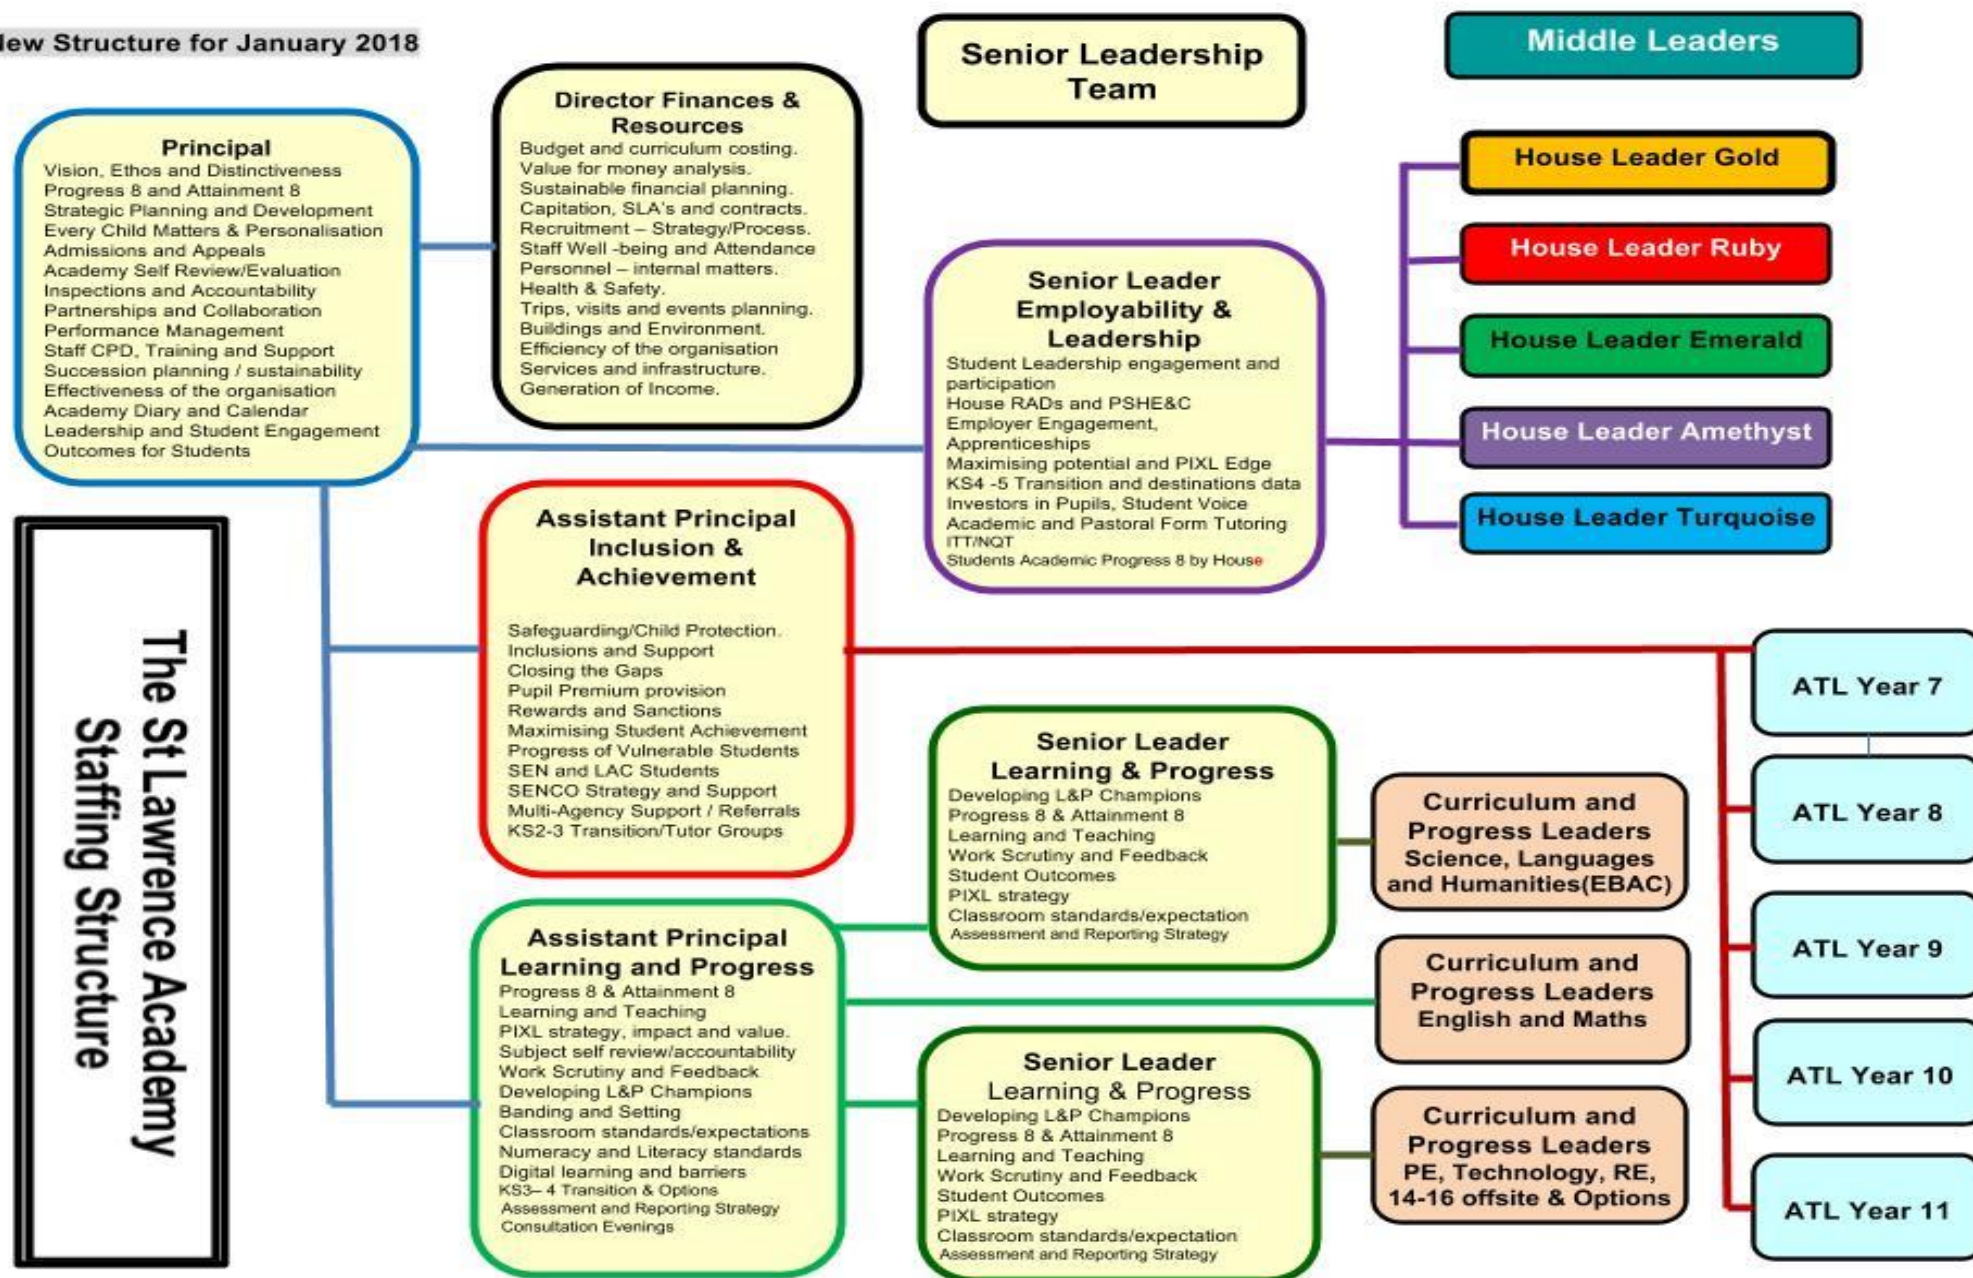 New Structure for January 2018
Senior Leadership
Team
Middle Leaders
Principal
Vision, Ethos and Distinctiveness
Progress 8 and Attainment 8
Strategic Planning and Development
Every Child Matters & Personalisation
Admissions and Appeals
Academy Self Review/Evaluation
Inspections and Accountability
Partnerships and Collaboration
Performance Management
Staff CPD, Training and Support
Succession planning / sustainability
Effectiveness of the organisation
Academy Diary and Calendar
Leadership and Student Engagement
Outcomes for Students
Director Finances &
Resources
Budget and curriculum costing.
Value for money analysis.
Sustainable financial planning.
Capitation, SLA's and contracts.
Recruitment – Strategy/Process.
Staff Well -being and Attendance
Personnel – internal matters.
Health & Safety.
Trips, visits and events planning.
Buildings and Environment.
Efficiency of the organisation
Services and infrastructure.
Generation of Income.
Senior Leader
Employability &
Leadership
Student Leadership engagement and
participation
House RADs and PSHE&C
Employer Engagement,
Apprenticeships
Maximising potential and PIXL Edge
KS4 -5 Transition and destinations data
Investors in Pupils, Student Voice
Academic and Pastoral Form Tutoring
ITT/NQT
Students Academic Progress 8 by House
House Leader Gold
House Leader Ruby
House Leader Emerald
House Leader Amethyst
House Leader Turquoise
The St Lawrence Academy
Staffing Structure
Assistant Principal
Inclusion &
Achievement
Safeguarding/Child Protection.
Inclusions and Support
Closing the Gaps
Pupil Premium provision
Rewards and Sanctions
Maximising Student Achievement
Progress of Vulnerable Students
SEN and LAC Students
SENCO Strategy and Support
Multi-Agency Support / Referrals
KS2-3 Transition/Tutor Groups
Assistant Principal
Learning and Progress
Progress 8 & Attainment 8
Learning and Teaching
PIXL strategy, impact and value.
Subject self review/accountability
Work Scrutiny and Feedback
Developing L&P Champions
Banding and Setting
Classroom standards/expectations
Numeracy and Literacy standards
Digital learning and barriers
KS3– 4 Transition & Options
Assessment and Reporting Strategy
Consultation Evenings
Senior Leader
Learning & Progress
Developing L&P Champions
Progress 8 & Attainment 8
Learning and Teaching
Work Scrutiny and Feedback
Student Outcomes
PIXL strategy
Classroom standards/expectation
Assessment and Reporting Strategy
Senior Leader
Learning & Progress
Developing L&P Champions
Progress 8 & Attainment 8
Learning and Teaching
Work Scrutiny and Feedback
Student Outcomes
PIXL strategy
Classroom standards/expectation
Assessment and Reporting Strategy
Curriculum and
Progress Leaders
Science, Languages
and Humanities(EBAC)
Curriculum and
Progress Leaders
English and Maths
Curriculum and
Progress Leaders
PE, Technology, RE,
14-16 offsite & Options
ATL Year 7
ATL Year 8
ATL Year 9
ATL Year 10
ATL Year 11